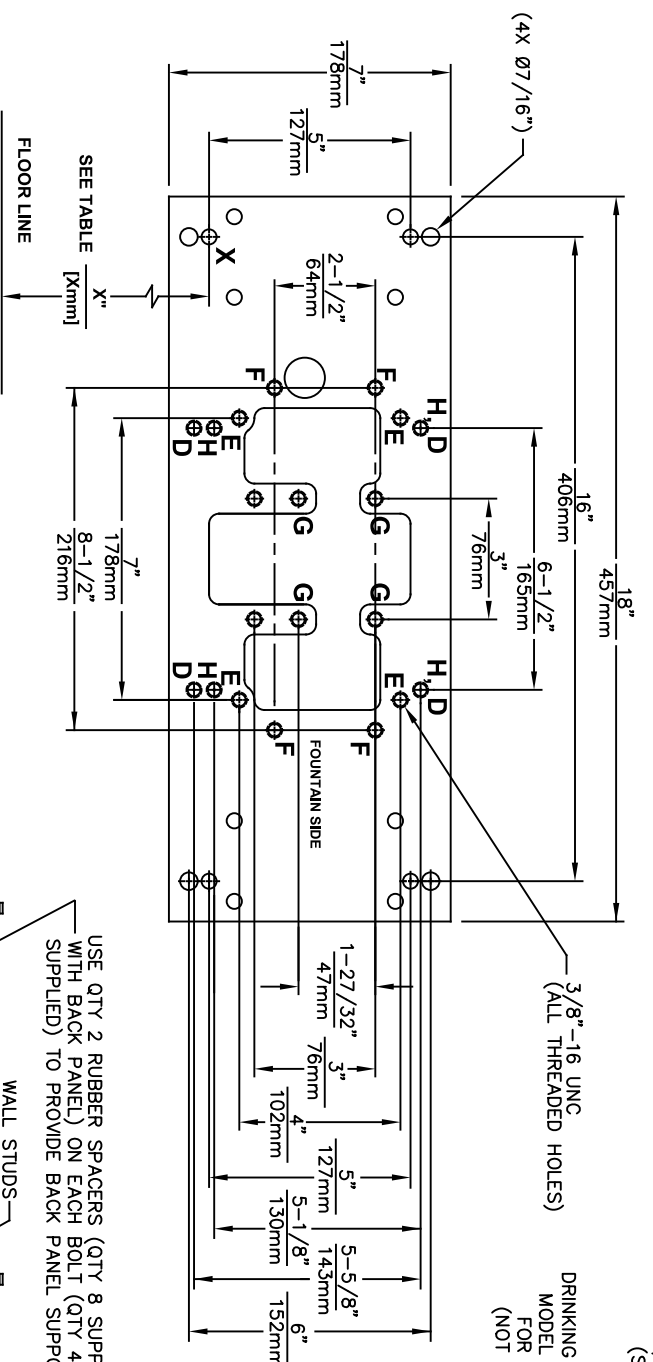 (4X Ø7/16")
7"
178mm
5"
127mm
18"
457mm
16"
406mm
6-1/2"
165mm
3"
76mm
2-1/2"
64mm
3/8"-16 UNC
(ALL THREADED HOLES)
H,D
H,D
E
E
F
F
G
G
G
G
F
F
E
E
H
H
D
D
X
FOUNTAIN SIDE
7"
178mm
8-1/2"
216mm
1-27/32"
47mm
3"
76mm
4"
102mm
5"
127mm
5-1/8"
130mm
5-5/8"
143mm
6"
152mm
SEE TABLE
X"
[Xmm]
FLOOR LINE
DRINKING
MODEL
FOR
(NOT
USE QTY 2 RUBBER SPACERS (QTY 8
WITH BACK PANEL) ON EACH BOLT (QTY 4
SUPPLIED) TO PROVIDE BACK PANEL
WALL STUDS